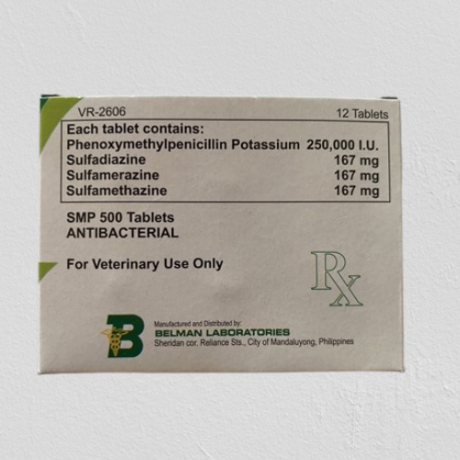 VR-2606 12 Tablets
Each tablet contains:
Phenoxymethylpenicillin Potassium 250,000 I.U.
Sulfadiazine 167 mg
Sulfamerazine 167 mg
Sulfamethazine 167 mg
SMP 500 Tablets
ANTIBACTERIAL
For Veterinary Use Only
Rx
B
Manufactured and Distributed by:
BELMAN LABORATORIES
Sheridan cor. Reliance Sts., City of Mandaluyong, Philippines